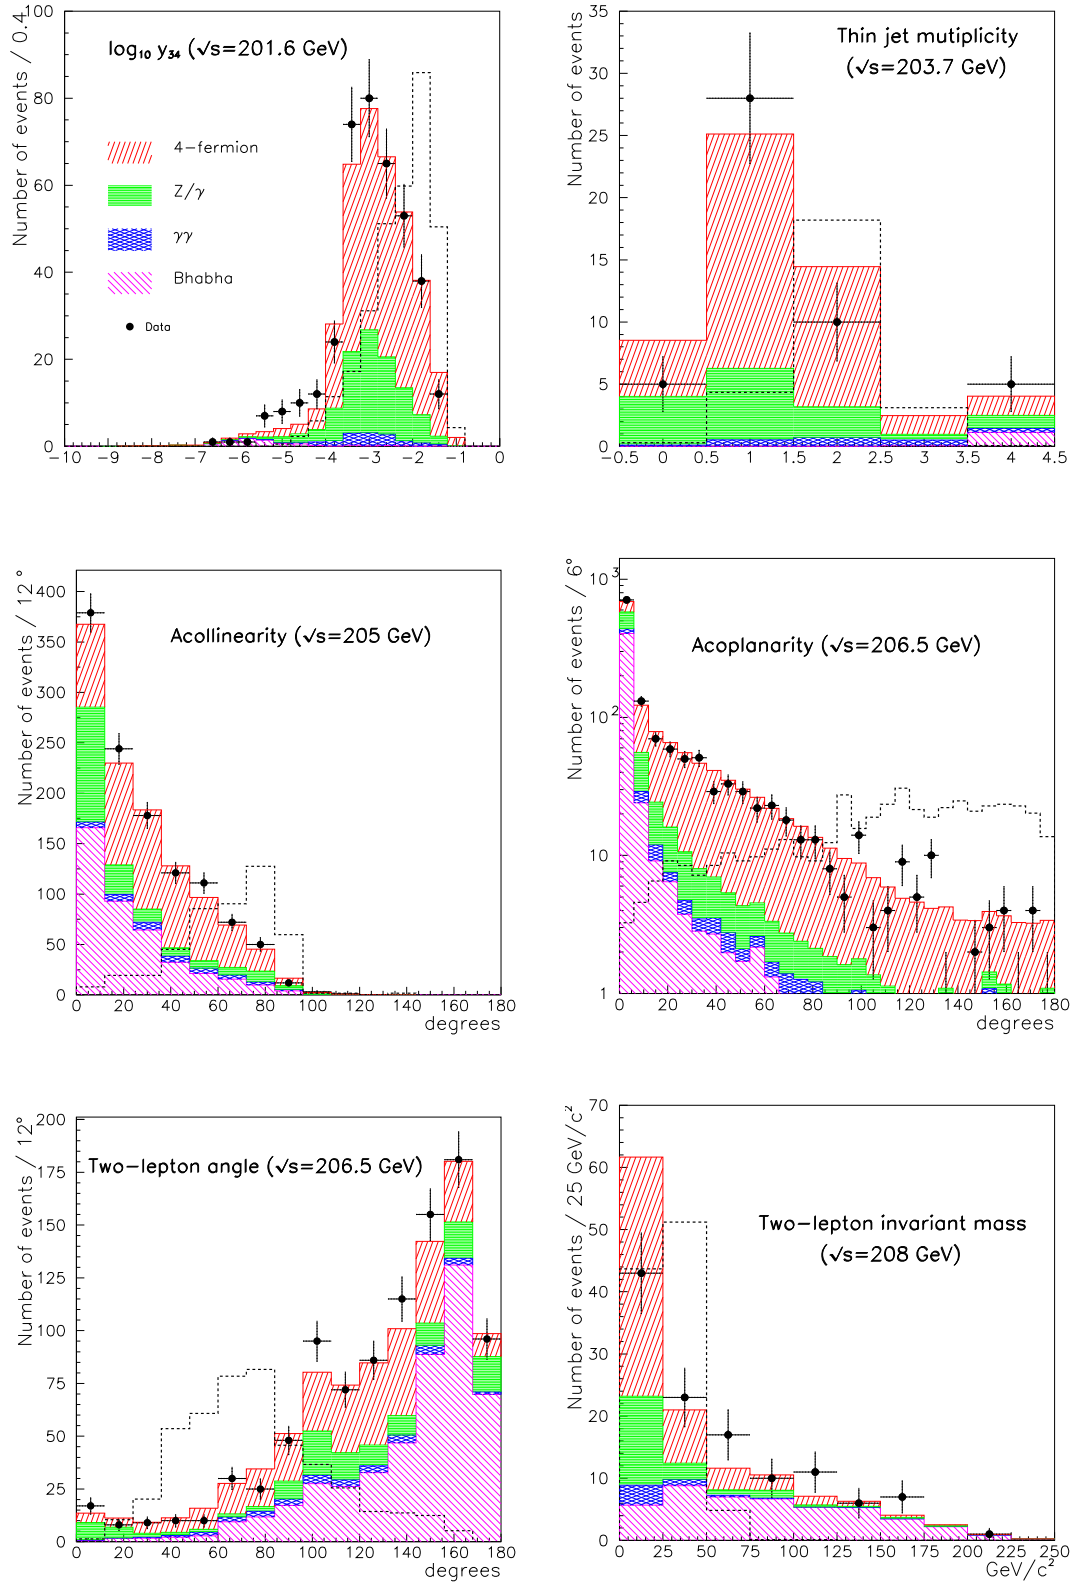 Number of events / 0.4
log₁₀ y₃₄ (√s=201.6 GeV)
4-fermion
Z/γ
γγ
Bhabha
Data
0 20 40 60 80 100
-10 -9 -8 -7 -6 -5 -4 -3 -2 -1 0
Number of events
Thin jet mutiplicity
(√s=203.7 GeV)
0 5 10 15 20 25 30 35
-0.5 0 0.5 1 1.5 2 2.5 3 3.5 4 4.5
Number of events / 12°
Acollinearity (√s=205 GeV)
0 50 100 150 200 250 300 350 400
0 20 40 60 80 100 120 140 160 180
degrees
Number of events / 6°
Acoplanarity (√s=206.5 GeV)
1 10 10² 10³
0 20 40 60 80 100 120 140 160 180
degrees
Number of events / 12°
Two-lepton angle (√s=206.5 GeV)
0 25 50 75 100 125 150 175 200
0 20 40 60 80 100 120 140 160 180
degrees
Number of events / 25 GeV/c²
Two-lepton invariant mass
(√s=208 GeV)
0 10 20 30 40 50 60 70
0 25 50 75 100 125 150 175 200 225 250
GeV/c²